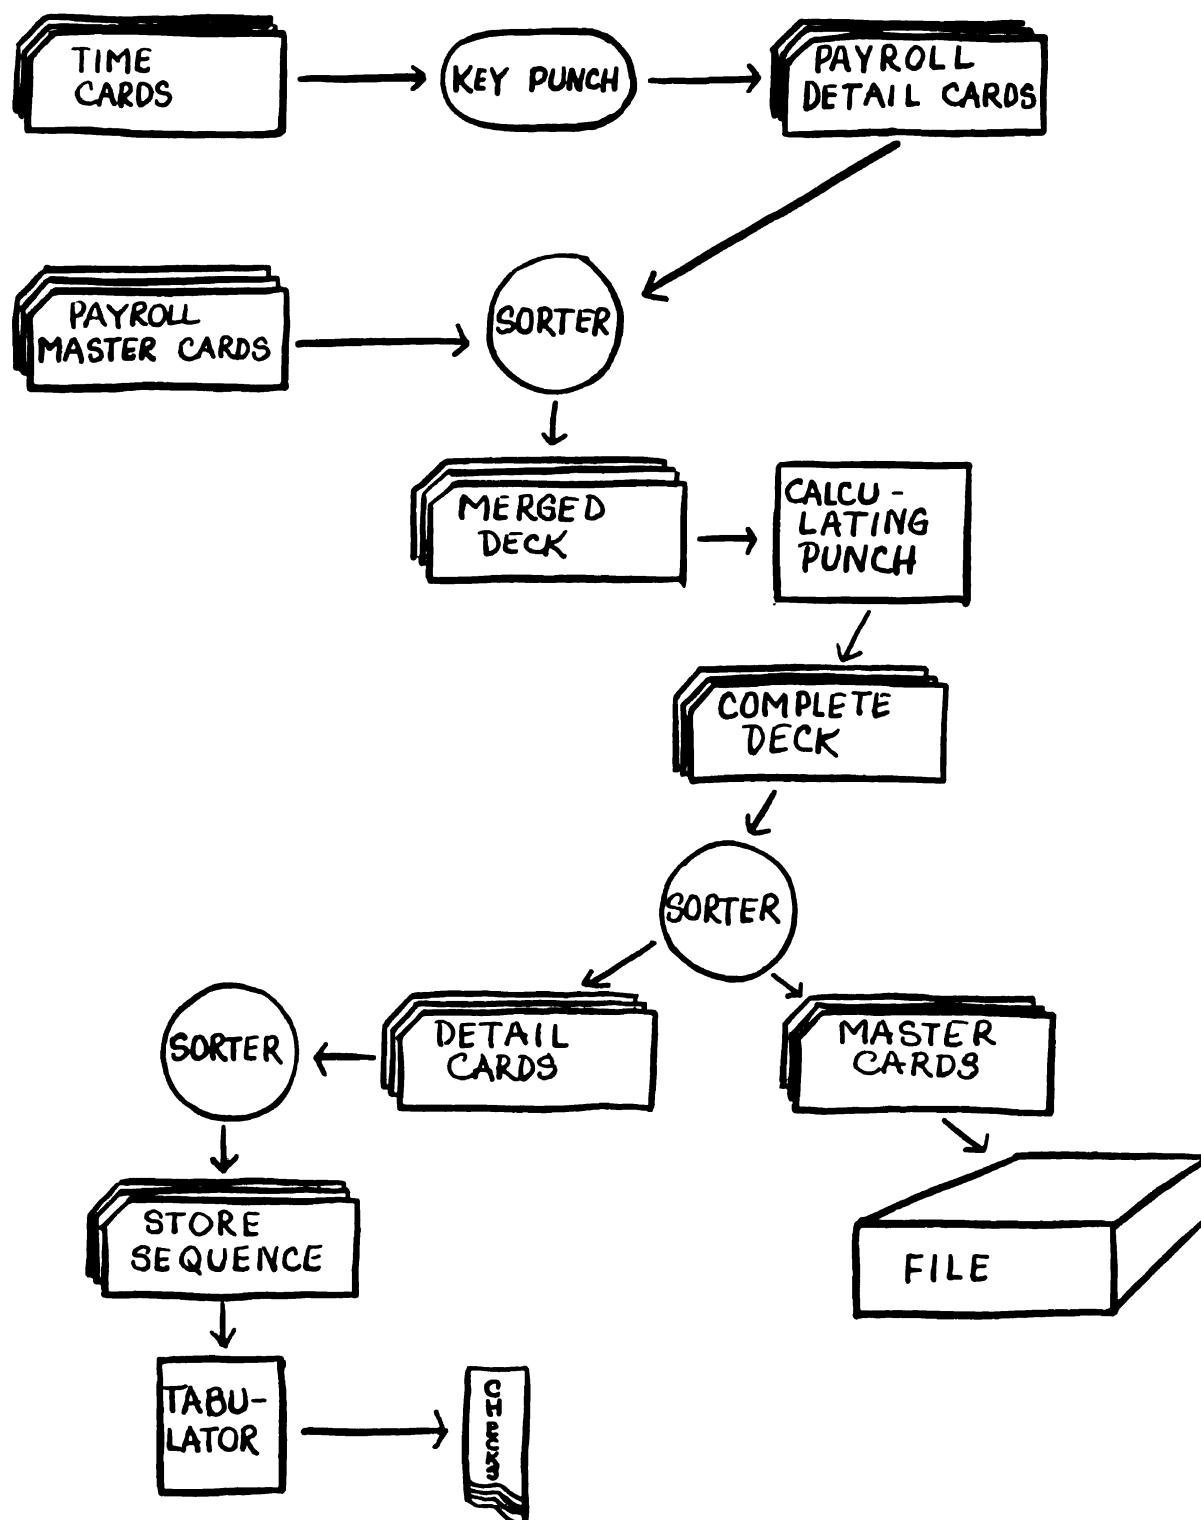 TIME
CARDS
KEY PUNCH
PAYROLL
DETAIL CARDS
PAYROLL
MASTER CARDS
SORTER
MERGED
DECK
CALCU-
LATING
PUNCH
COMPLETE
DECK
SORTER
SORTER
DETAIL
CARDS
MASTER
CARDS
STORE
SEQUENCE
FILE
TABU-
LATOR
CHECKS